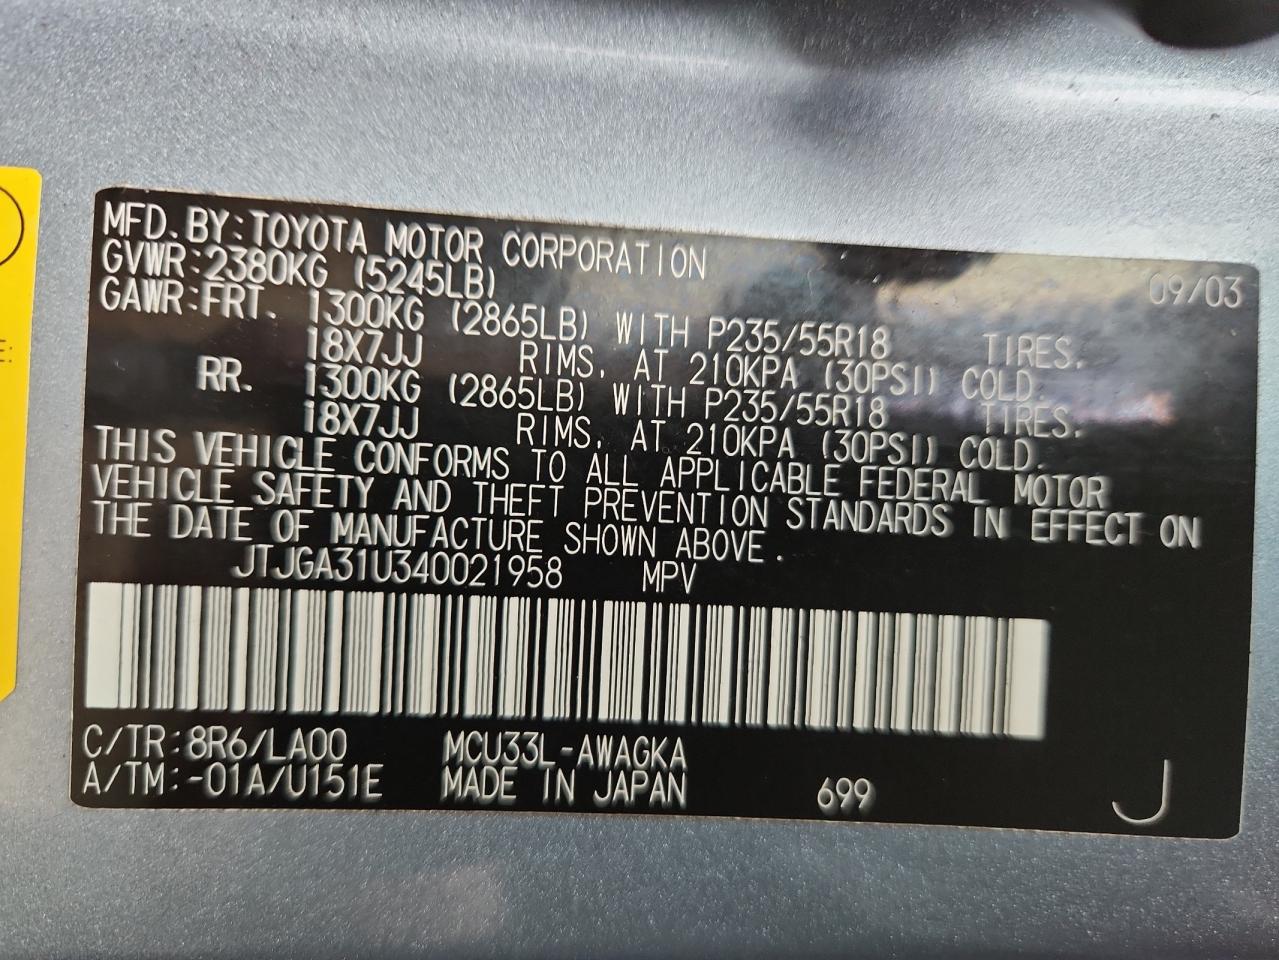 MFD. BY: TOYOTA MOTOR CORPORATION 09/03
GVWR: 2380KG (5245LB)
GAWR: FRT. 1300KG (2865LB) WITH P235/55R18 TIRES.
18X7JJ RIMS, AT 210KPA (30PSI) COLD.
RR. 1300KG (2865LB) WITH P235/55R18 TIRES.
18X7JJ RIMS, AT 210KPA (30PSI) COLD.
THIS VEHICLE CONFORMS TO ALL APPLICABLE FEDERAL MOTOR
VEHICLE SAFETY AND THEFT PREVENTION STANDARDS IN EFFECT ON
THE DATE OF MANUFACTURE SHOWN ABOVE.
JTJGA31U340021958 MPV
C/TR: 8R6/LA00 MCU33L-AWAGKA
A/TM: -01A/U151E MADE IN JAPAN 699 J
E: